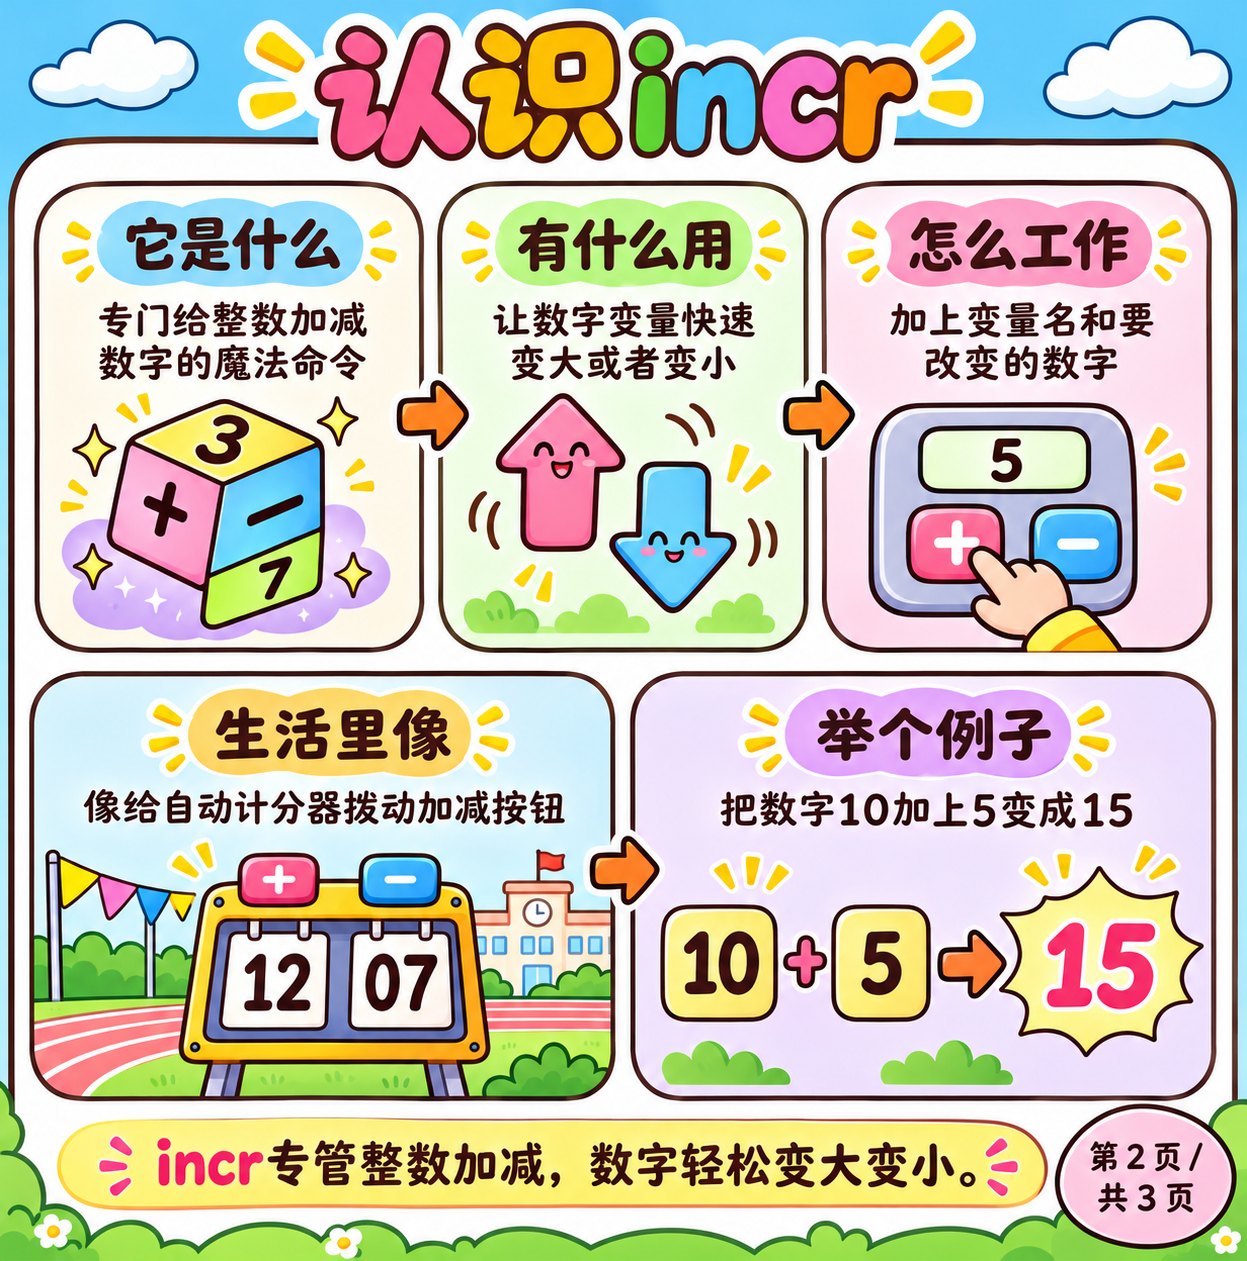 认识incr
它是什么
专门给整数加减
数字的魔法命令
3
+ −
7
有什么用
让数字变量快速
变大或者变小
怎么工作
加上变量名和要
改变的数字
5
+ −
生活里像
像给自动计分器拨动加减按钮
+ −
12 07
举个例子
把数字10加上5变成15
10 + 5 15
incr专管整数加减，数字轻松变大变小。
第2页/
共3页